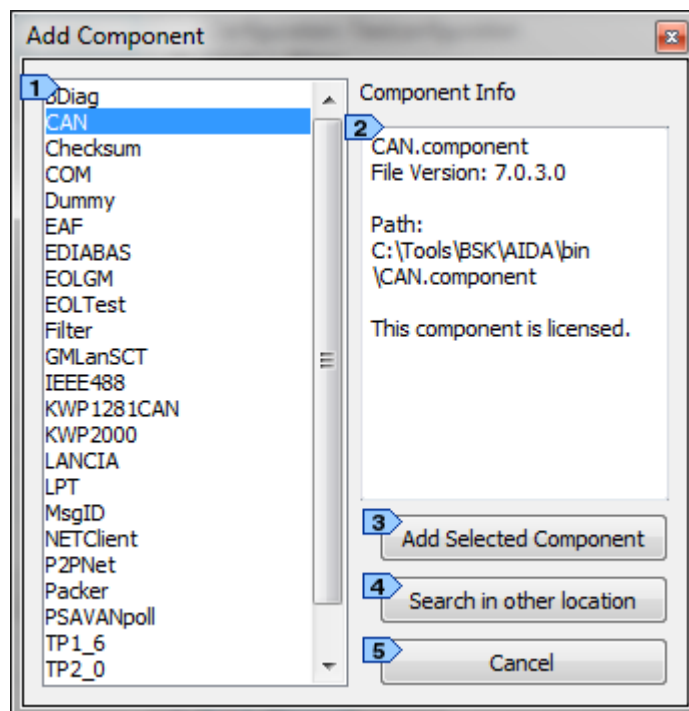 Add Component
1
Diag
CAN
Checksum
COM
Dummy
EAF
EDIABAS
EOLGM
EOLTest
Filter
GMLanSCT
IEEE488
KWP1281CAN
KWP2000
LANCIA
LPT
MsgID
NETClient
P2PNet
Packer
PSAVANpoll
TP1_6
TP2_0
Component Info
2
CAN.component
File Version: 7.0.3.0
Path:
C:\Tools\BSK\AIDA\bin
\CAN.component
This component is licensed.
3
Add Selected Component
4
Search in other location
5
Cancel